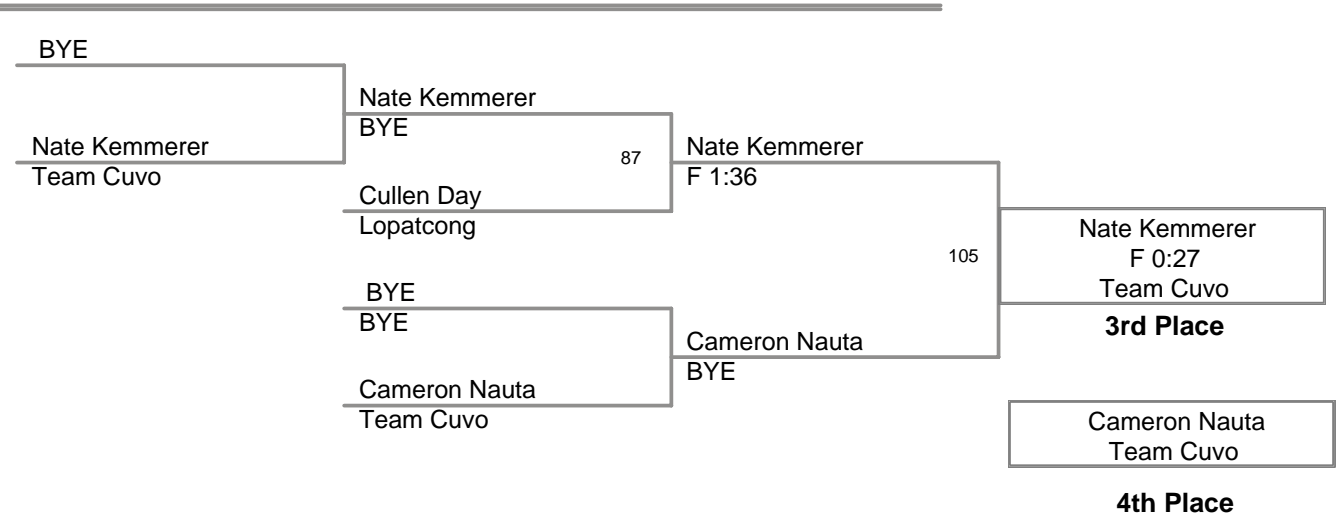 BYE
Nate Kemmerer
Team Cuvo
Nate Kemmerer
BYE
87
Cullen Day
Lopatcong
BYE
BYE
Cameron Nauta
Team Cuvo
Nate Kemmerer
F 1:36
105
Cameron Nauta
BYE
Nate Kemmerer
F 0:27
Team Cuvo
3rd Place
Cameron Nauta
Team Cuvo
4th Place